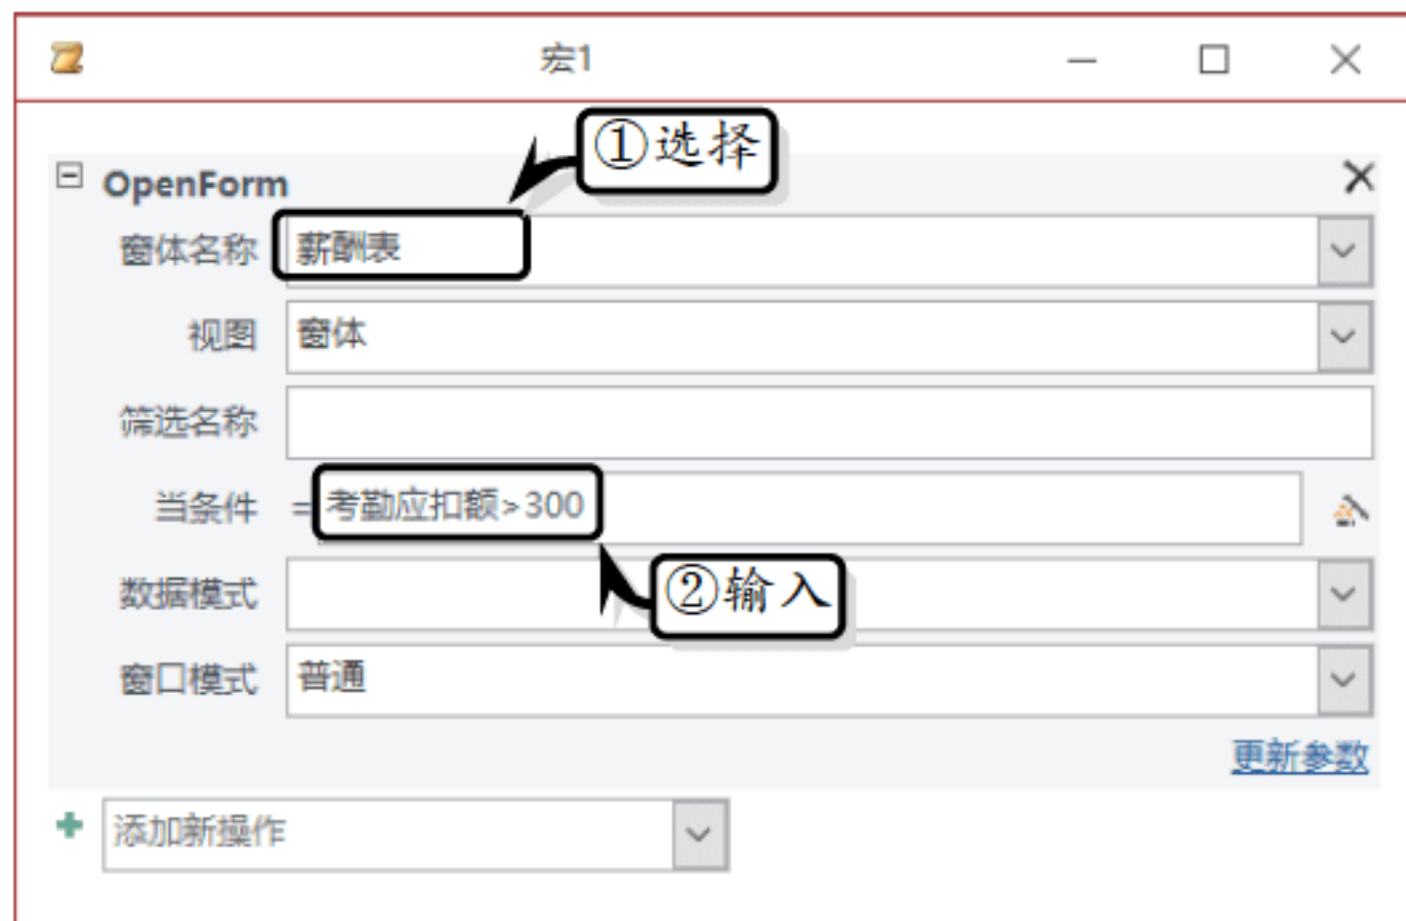 宏1
①选择
OpenForm
窗体名称 薪酬表
视图 窗体
筛选名称
当条件 = 考勤应扣额>300
②输入
数据模式
窗口模式 普通
更新参数
添加新操作